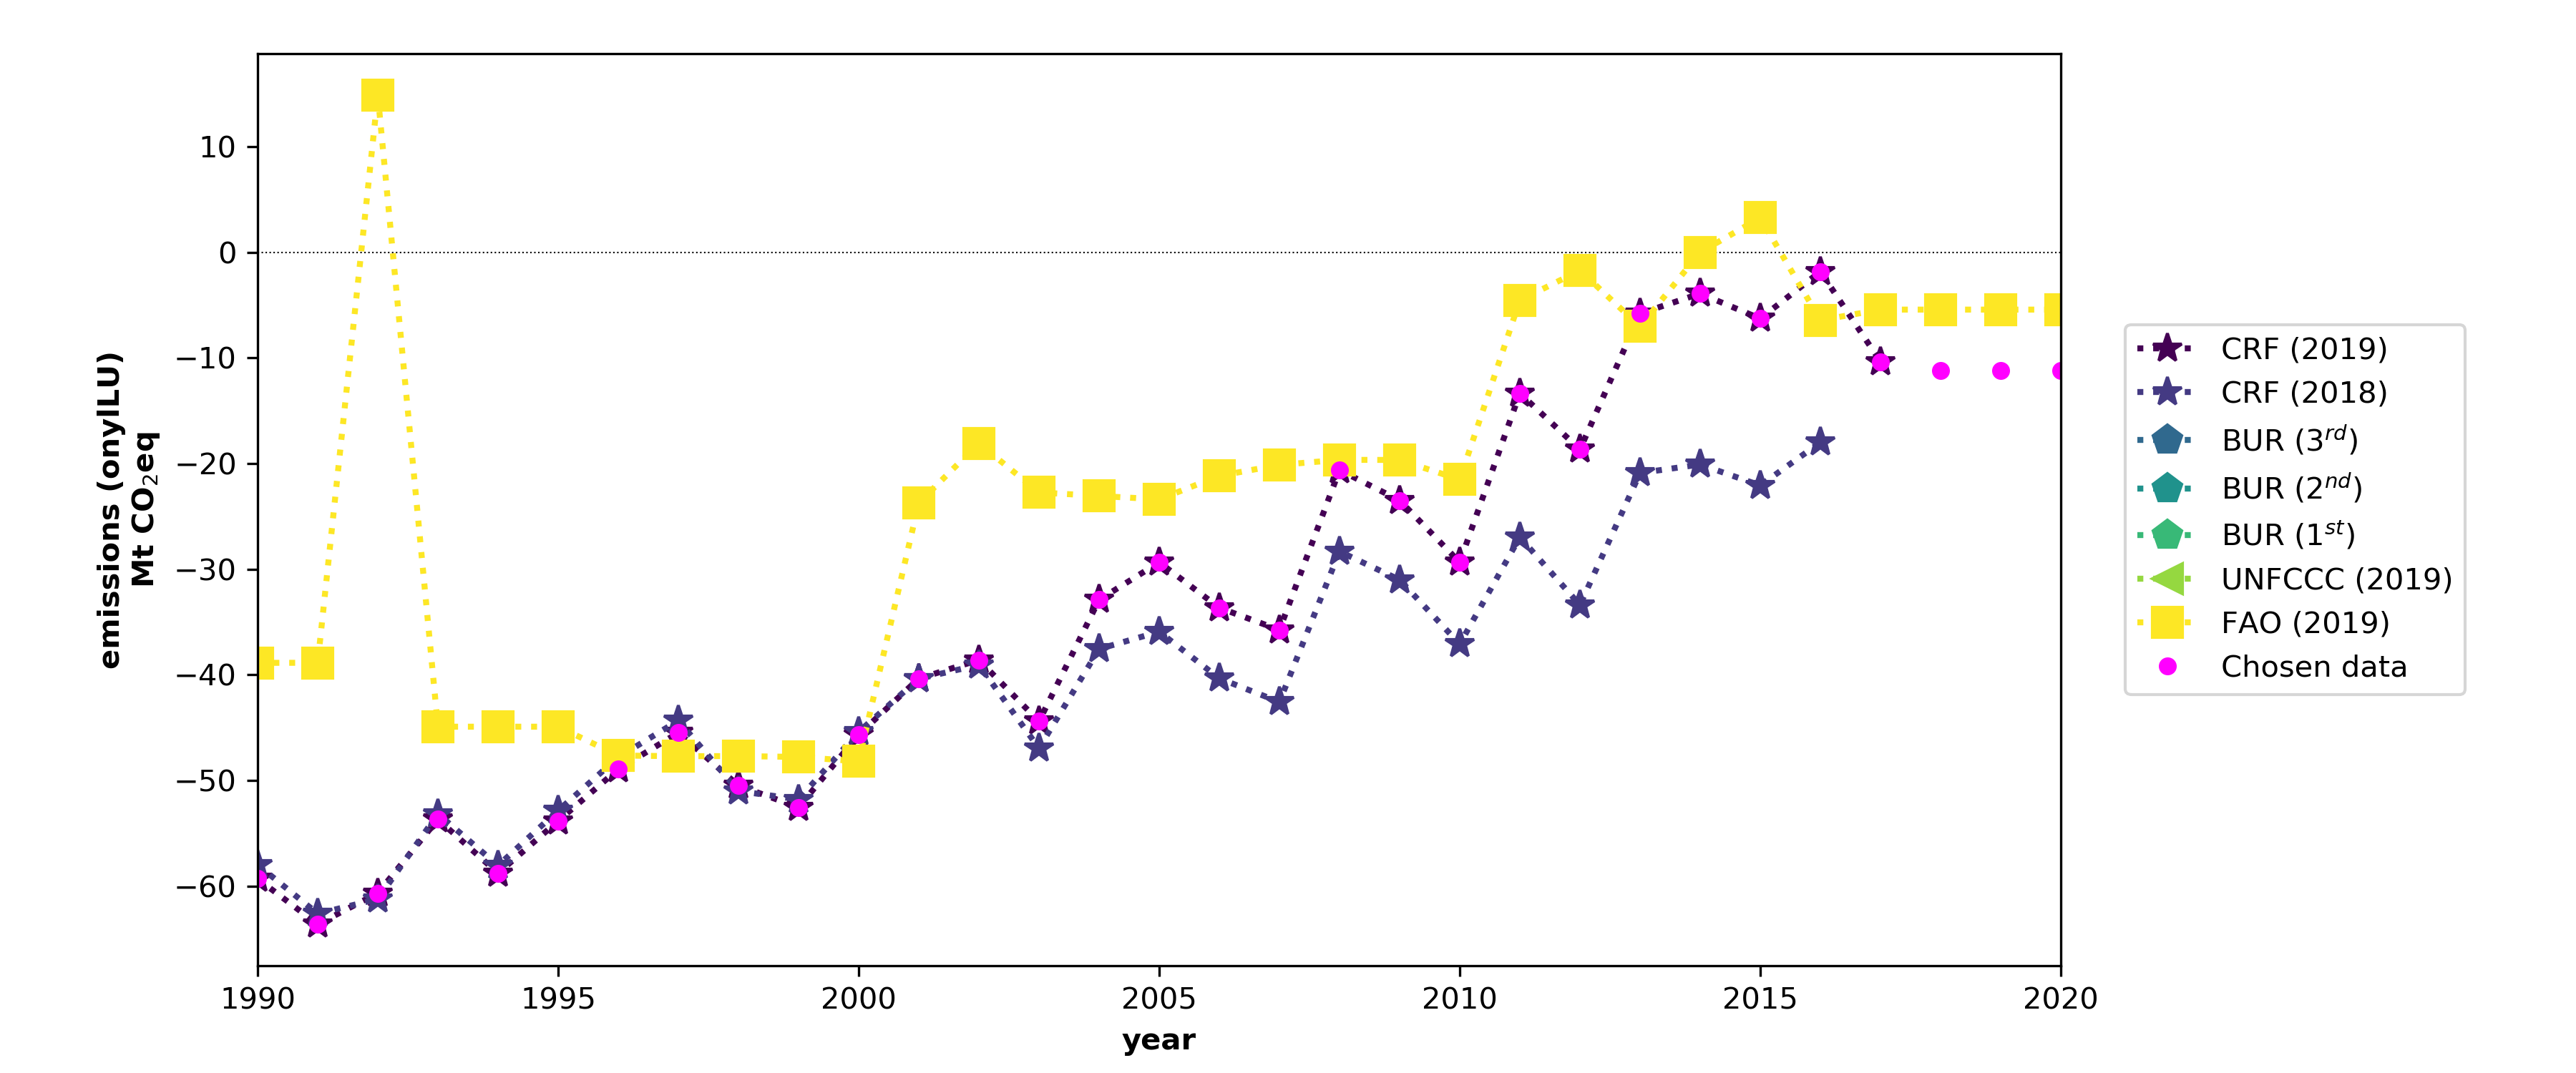 10
0
−10
−20
−30
−40
−50
−60
emissions (onylLU)
Mt CO₂eq
1990 1995 2000 2005 2010 2015 2020
year
CRF (2019)
CRF (2018)
BUR (3ʳᵈ)
BUR (2ⁿᵈ)
BUR (1ˢᵗ)
UNFCCC (2019)
FAO (2019)
Chosen data